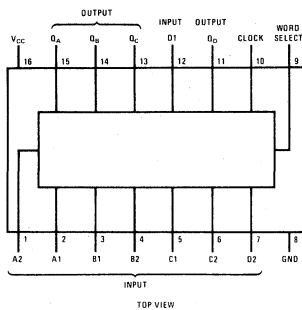 OUTPUT INPUT OUTPUT WORD
VCC QA QB QC D1 QD CLOCK SELECT
16 15 14 13 12 11 10 9
1 2 3 4 5 6 7 8
A2 A1 B1 B2 C1 C2 D2 GND
INPUT
TOP VIEW